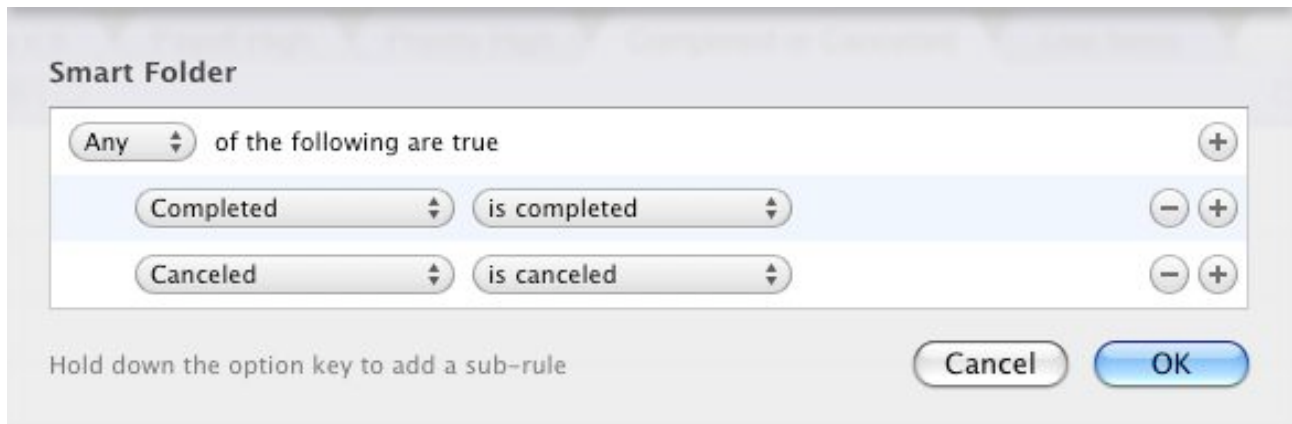 Smart Folder
Any of the following are true
Completed is completed
Canceled is canceled
Hold down the option key to add a sub-rule
Cancel OK